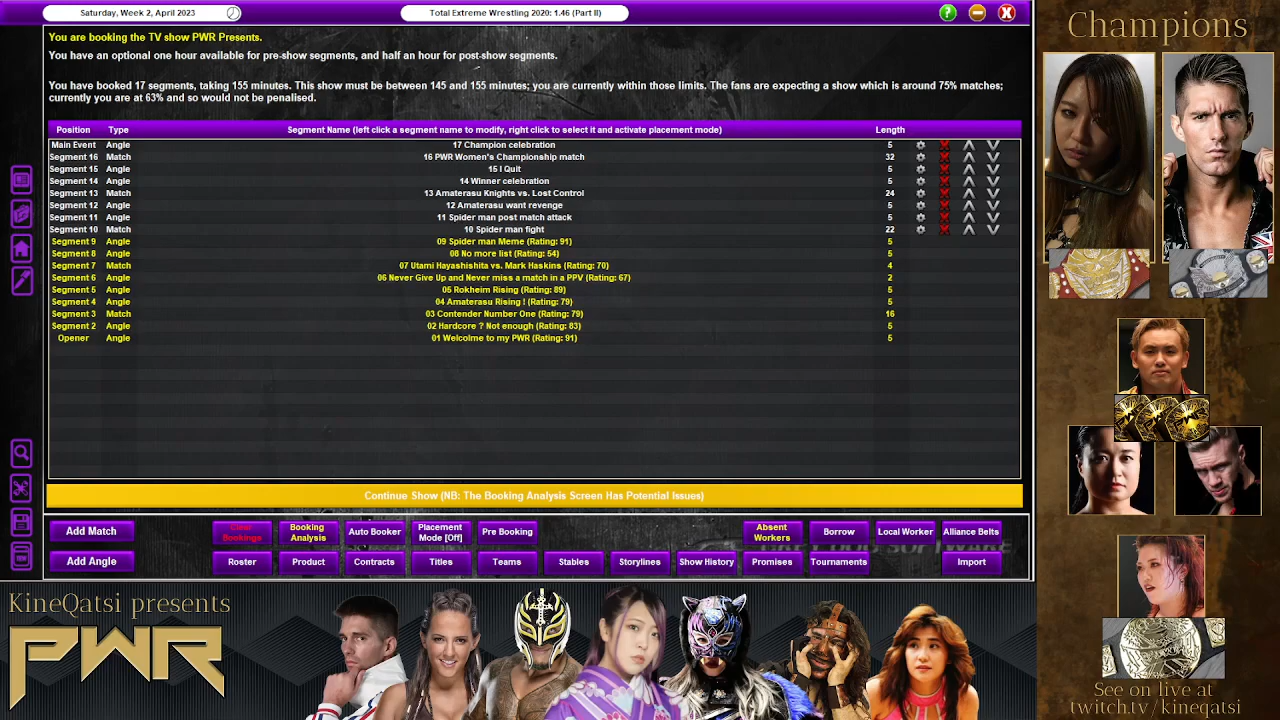 Saturday, Week 2, April 2023
Total Extreme Wrestling 2020: 1.46 (Part II)
You are booking the TV show PWR Presents.
You have an optional one hour available for pre-show segments, and half an hour for post-show segments.
You have booked 17 segments, taking 155 minutes. This show must be between 145 and 155 minutes; you are currently within those limits. The fans are expecting a show which is around 75% matches;
currently you are at 63% and so would not be penalised.
Position Type Segment Name (left click a segment name to modify, right click to select it and activate placement mode) Length
Main Event Angle 17 Champion celebration 5
Segment 16 Match 16 PWR Women's Championship match 32
Segment 15 Angle 15 I Quit 5
Segment 14 Angle 14 Winner celebration 5
Segment 13 Match 13 Amaterasu Knights vs. Lost Control 24
Segment 12 Angle 12 Amaterasu want revenge 5
Segment 11 Angle 11 Spider man post match attack 5
Segment 10 Match 10 Spider man fight 22
Segment 9 Angle 09 Spider man Meme (Rating: 91) 5
Segment 8 Angle 08 No more list (Rating: 54) 5
Segment 7 Match 07 Utami Hayashishita vs. Mark Haskins (Rating: 70) 4
Segment 6 Angle 06 Never Give Up and Never miss a match in a PPV (Rating: 67) 2
Segment 5 Angle 05 Rokheim Rising (Rating: 89) 5
Segment 4 Angle 04 Amaterasu Rising ! (Rating: 79) 5
Segment 3 Match 03 Contender Number One (Rating: 79) 16
Segment 2 Angle 02 Hardcore ? Not enough (Rating: 83) 5
Opener Angle 01 Welcolme to my PWR (Rating: 91) 5
Continue Show (NB: The Booking Analysis Screen Has Potential Issues)
Add Match
Clear Bookings
Booking Analysis
Auto Booker
Placement Mode [Off]
Pre Booking
Absent Workers
Borrow
Local Worker
Alliance Belts
Add Angle
Roster
Product
Contracts
Titles
Teams
Stables
Storylines
Show History
Promises
Tournaments
Import
KineQatsi presents
PWR
Champions
See on live at
twitch.tv/kineqatsi